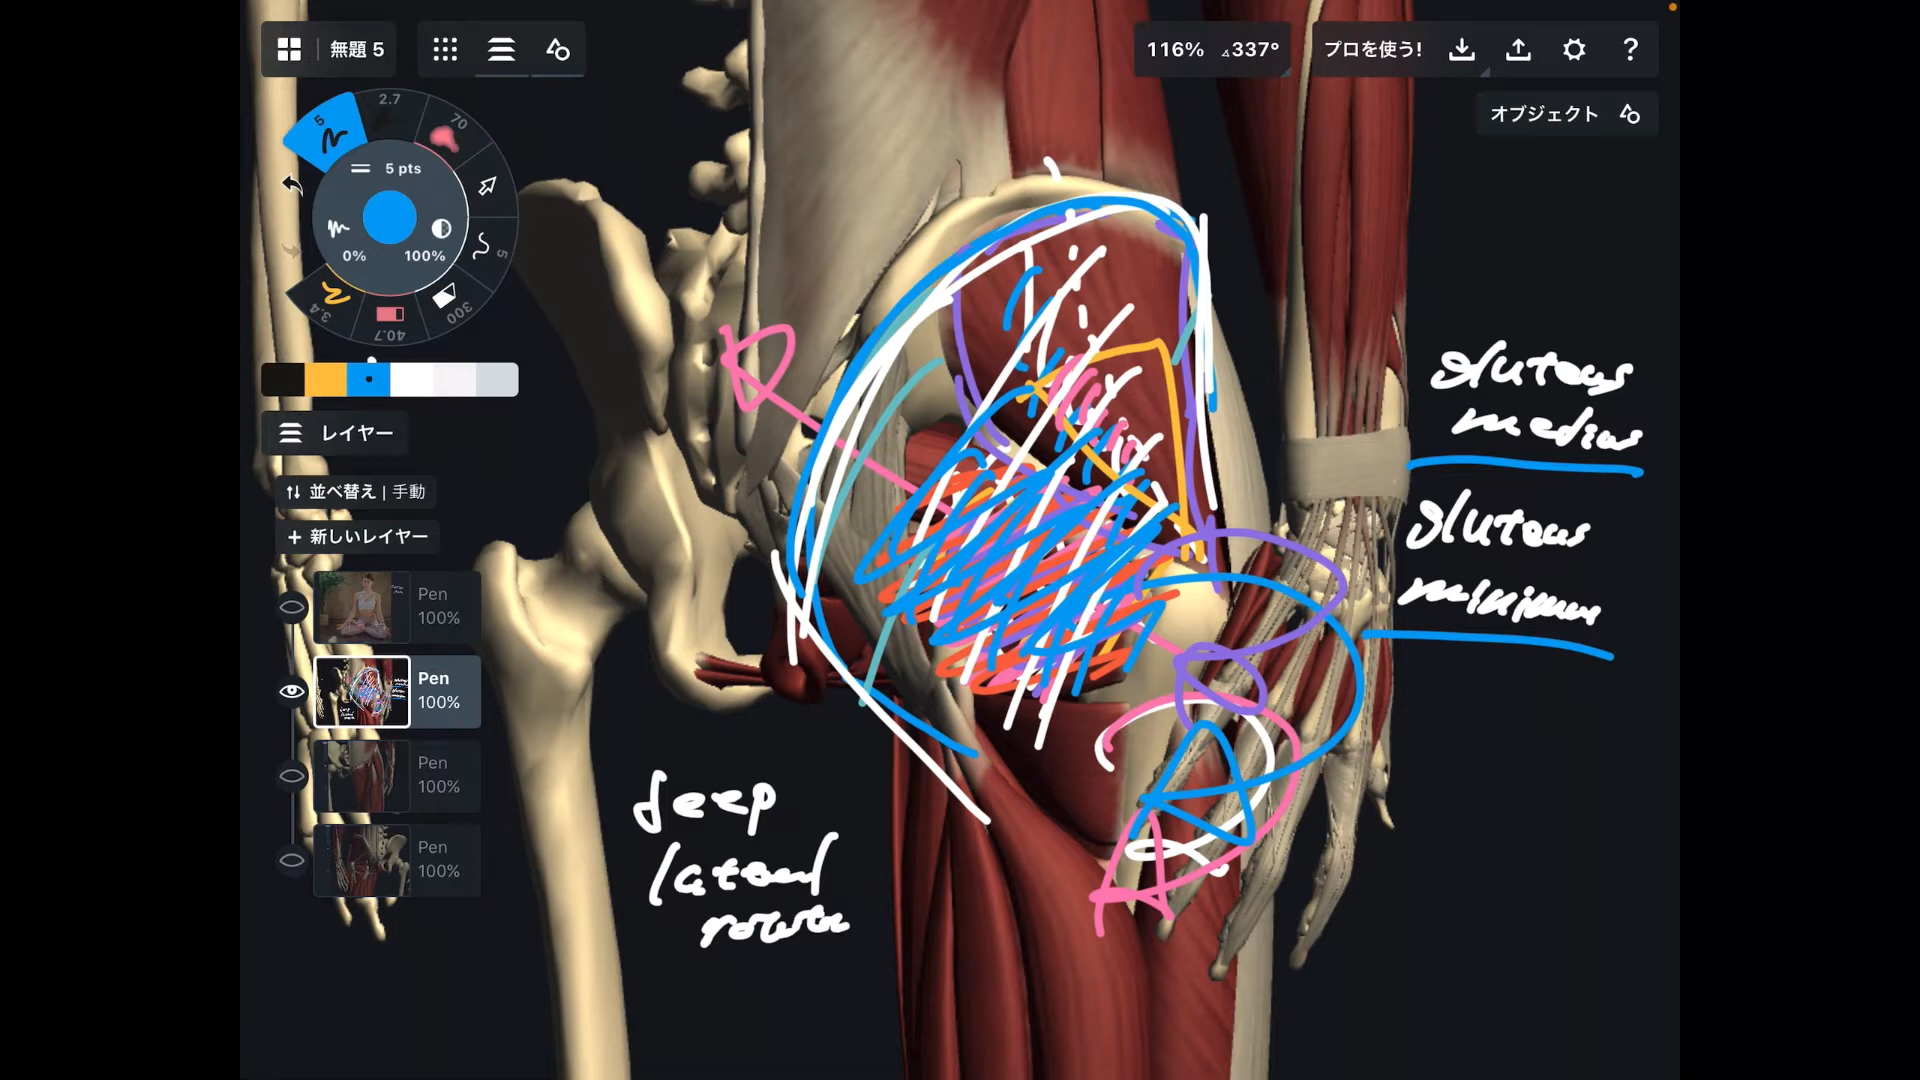 無題 5
116% ⊿337°
プロを使う!
?
オブジェクト
2.7
5
70
5 pts
0%
100%
5
3.4
40.7
300
レイヤー
並べ替え | 手動
+ 新しいレイヤー
Pen
100%
Pen
100%
Pen
100%
Pen
100%
gluteus
medius
gluteus
minimus
deep
lateral